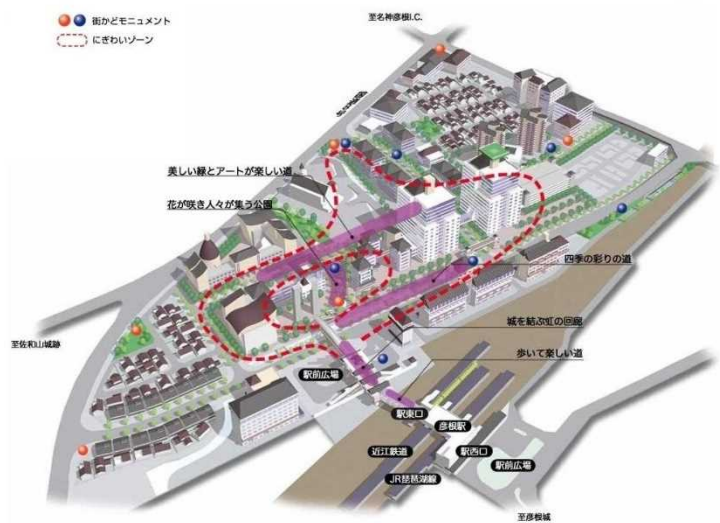 街かどモニュメント
にぎわいゾーン
至名神彦根I.C.
美しい緑とアートが楽しい道
花が咲き人々が集う公園
四季の彩りの道
城を結ぶ虹の回廊
歩いて楽しい道
至佐和山城跡
駅前広場
駅東口
彦根駅
近江鉄道
駅西口
駅前広場
JR琵琶湖線
至彦根城